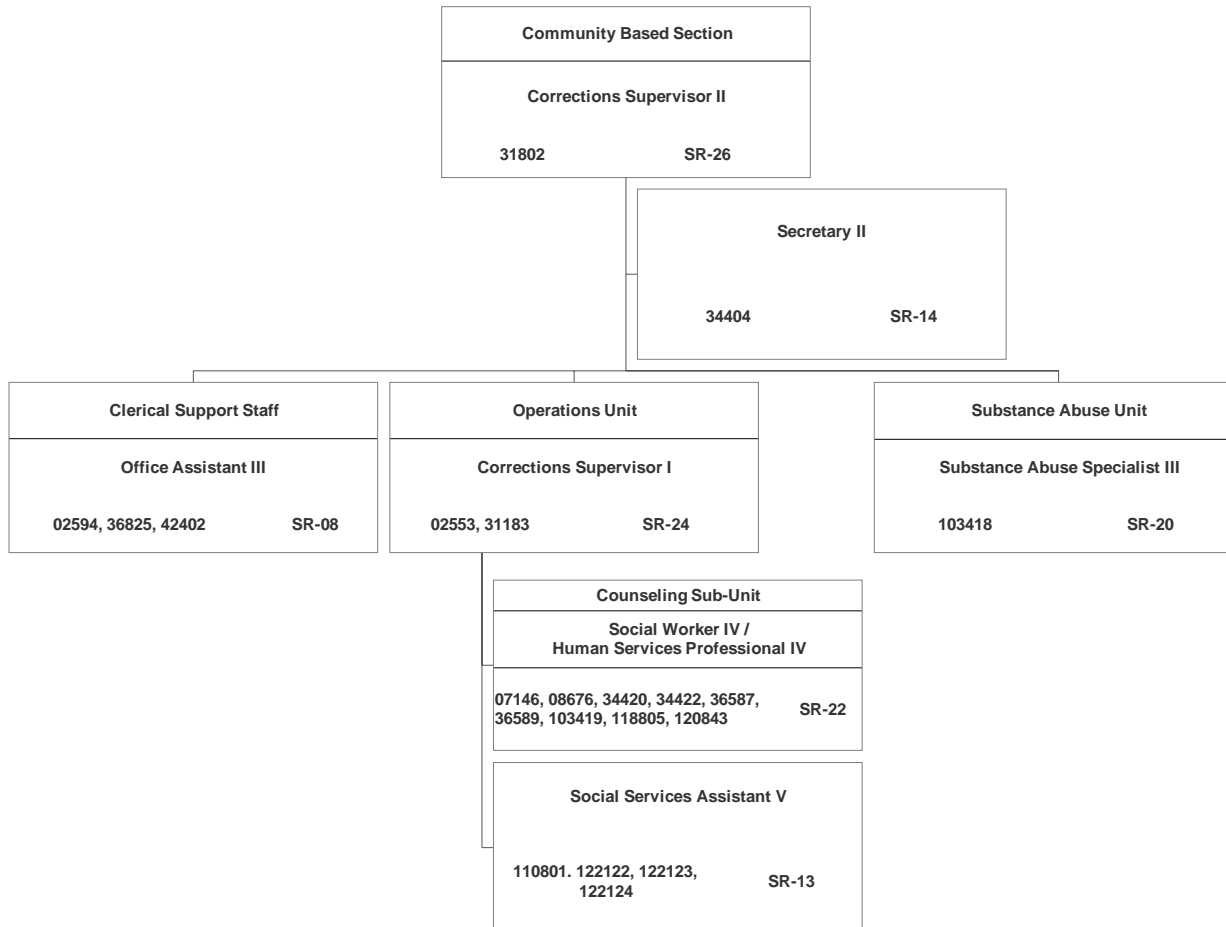 Community Based Section
Corrections Supervisor II
31802 SR-26
Secretary II
34404 SR-14
Clerical Support Staff
Office Assistant III
02594, 36825, 42402 SR-08
Operations Unit
Corrections Supervisor I
02553, 31183 SR-24
Substance Abuse Unit
Substance Abuse Specialist III
103418 SR-20
Counseling Sub-Unit
Social Worker IV /
Human Services Professional IV
07146, 08676, 34420, 34422, 36587,
36589, 103419, 118805, 120843 SR-22
Social Services Assistant V
110801. 122122, 122123,
122124 SR-13